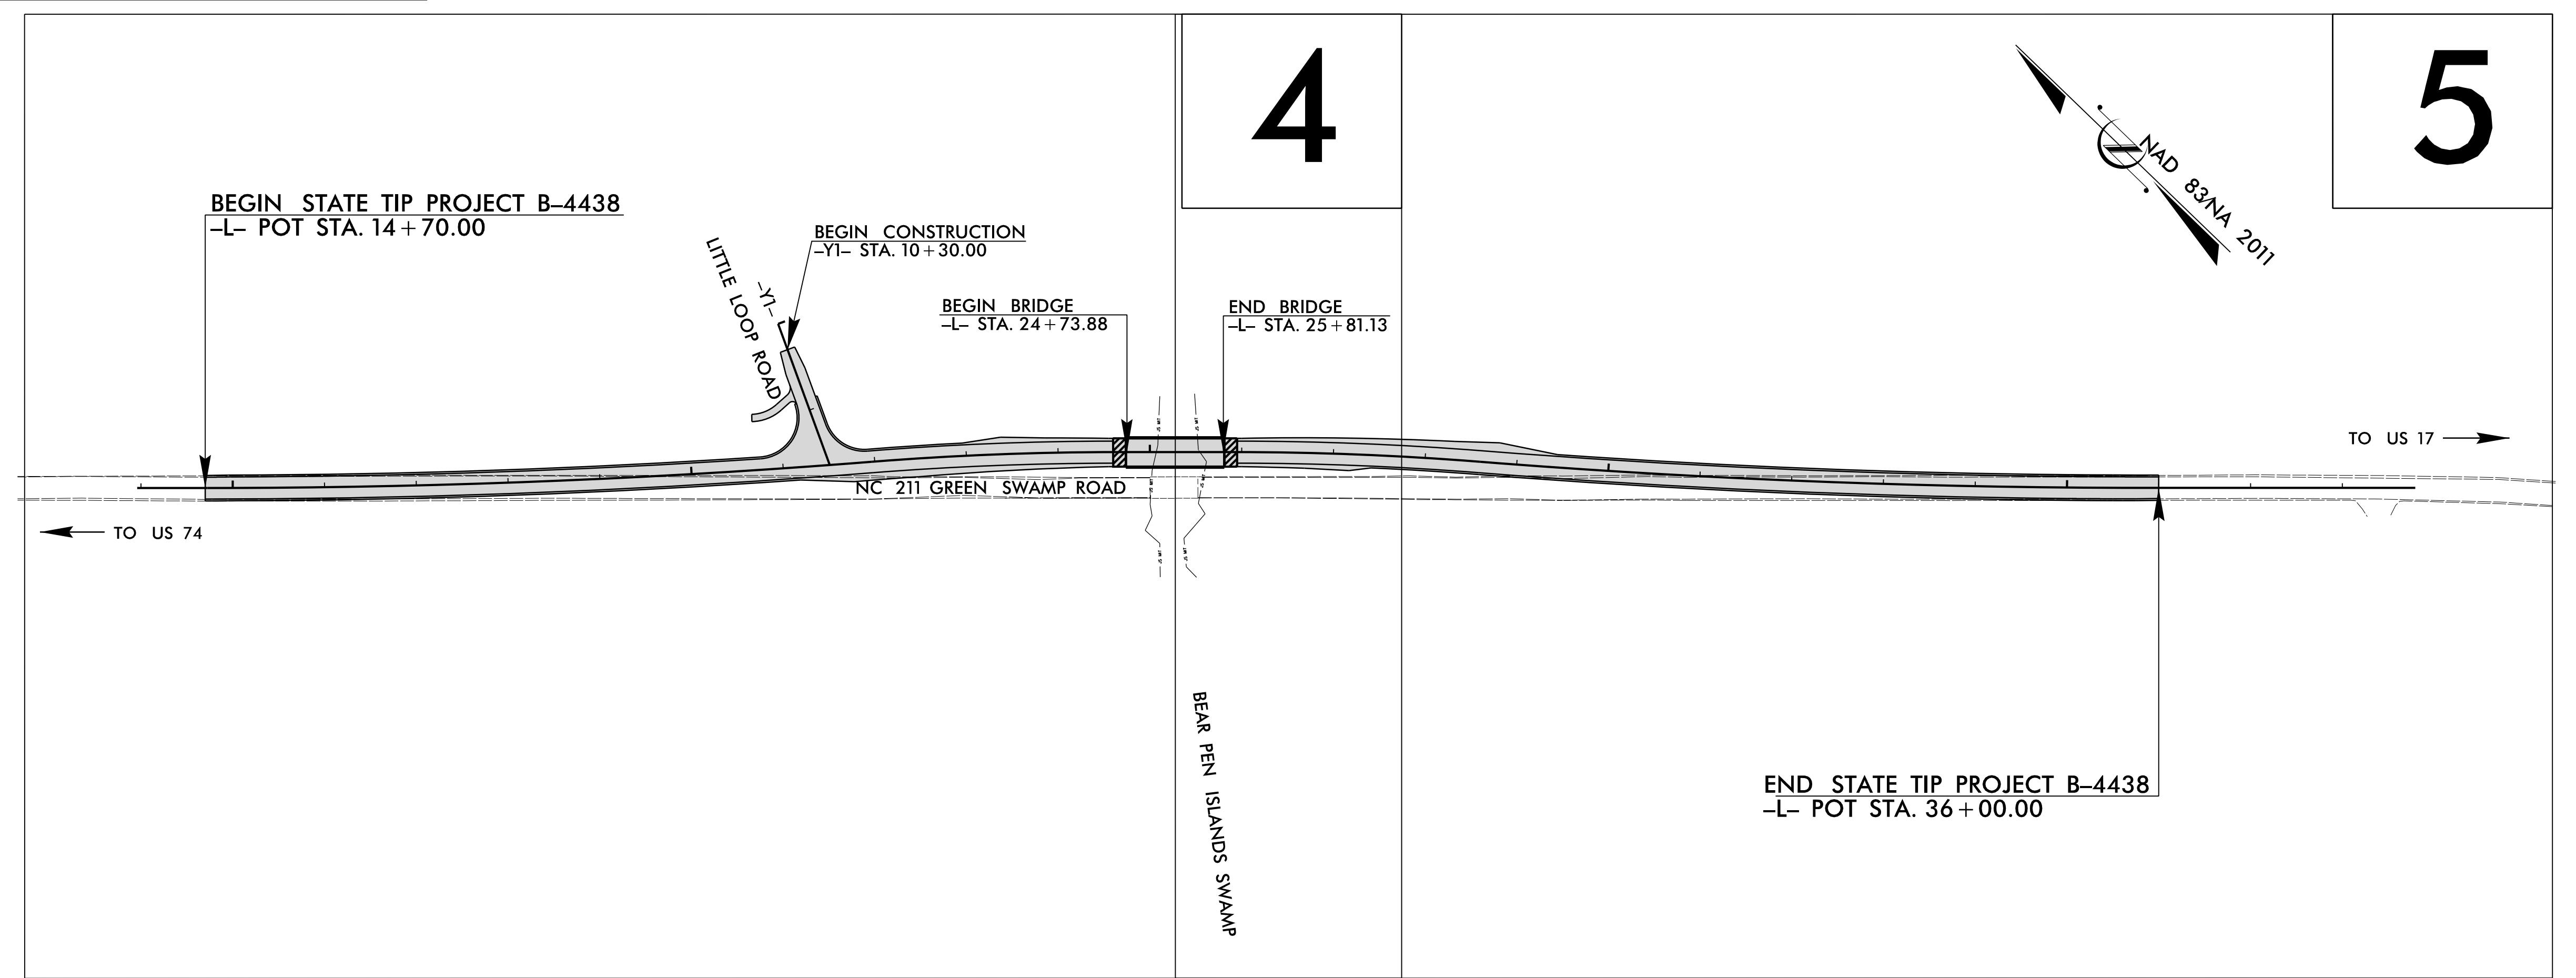 4
5
NAD 83/NA 2011
BEGIN STATE TIP PROJECT B–4438
–L– POT STA. 14+70.00
BEGIN CONSTRUCTION
–Y1– STA. 10+30.00
LITTLE LOOP ROAD
–Y1–
BEGIN BRIDGE
–L– STA. 24+73.88
END BRIDGE
–L– STA. 25+81.13
TO US 17
NC 211 GREEN SWAMP ROAD
TO US 74
BEAR PEN ISLANDS SWAMP
END STATE TIP PROJECT B–4438
–L– POT STA. 36+00.00